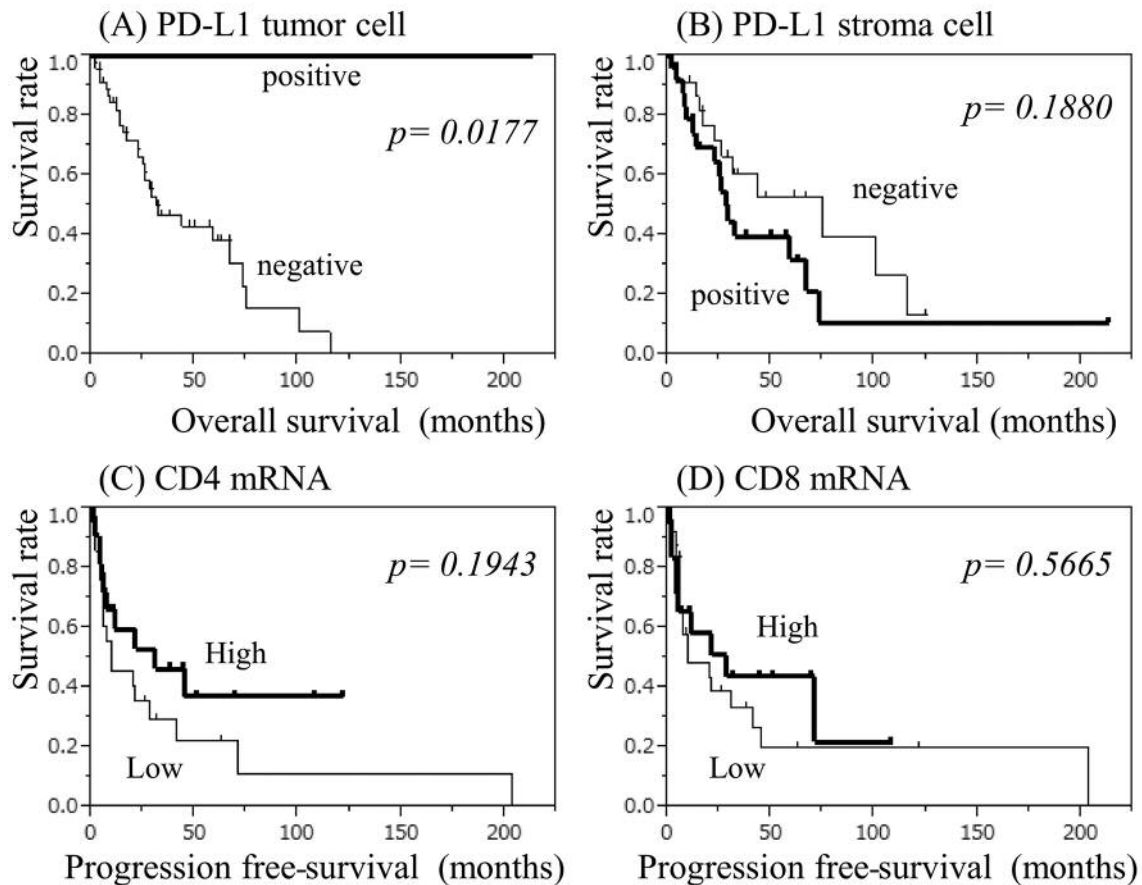 (A) PD-L1 tumor cell
Survival rate
1.0
0.8
0.6
0.4
0.2
0.0
positive
p= 0.0177
negative
0 50 100 150 200
Overall survival (months)
(B) PD-L1 stroma cell
Survival rate
1.0
0.8
0.6
0.4
0.2
0.0
p= 0.1880
negative
positive
0 50 100 150 200
Overall survival (months)
(C) CD4 mRNA
Survival rate
1.0
0.8
0.6
0.4
0.2
0.0
p= 0.1943
High
Low
0 50 100 150 200
Progression free-survival (months)
(D) CD8 mRNA
Survival rate
1.0
0.8
0.6
0.4
0.2
0.0
p= 0.5665
High
Low
0 50 100 150 200
Progression free-survival (months)